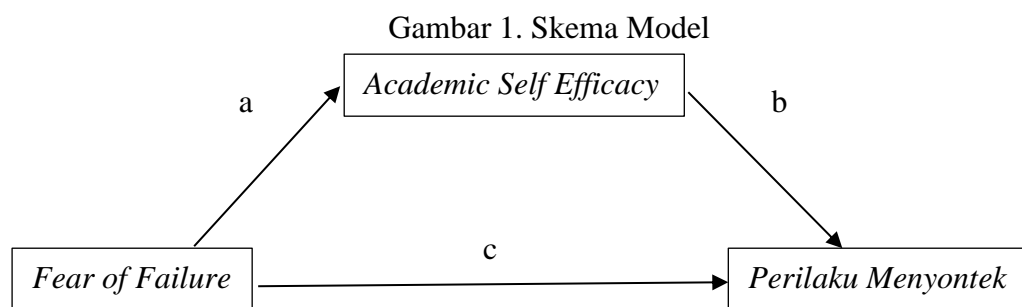 Gambar 1. Skema Model
Academic Self Efficacy
a
b
c
Fear of Failure
Perilaku Menyontek